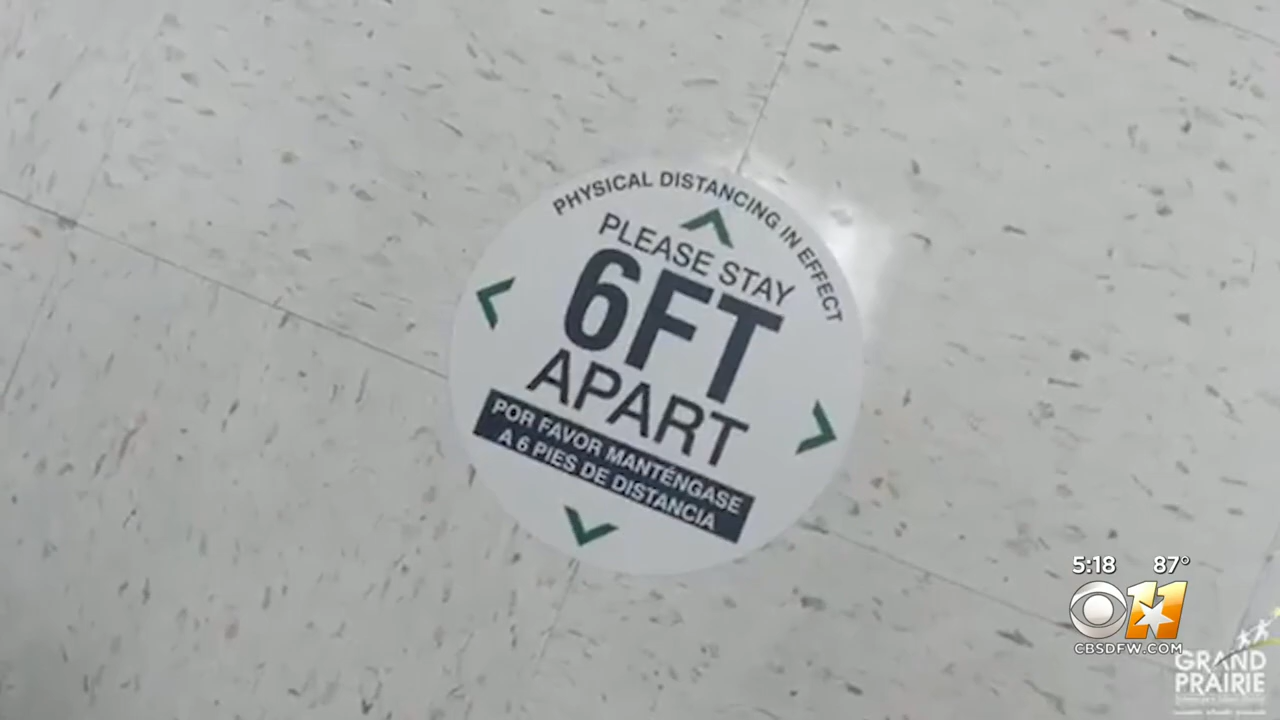 PHYSICAL DISTANCING IN EFFECT
PLEASE STAY
6FT
APART
POR FAVOR MANTÉNGASE
A 6 PIES DE DISTANCIA
5:18 87°
11
CBSDFW.COM
GRAND
PRAIRIE